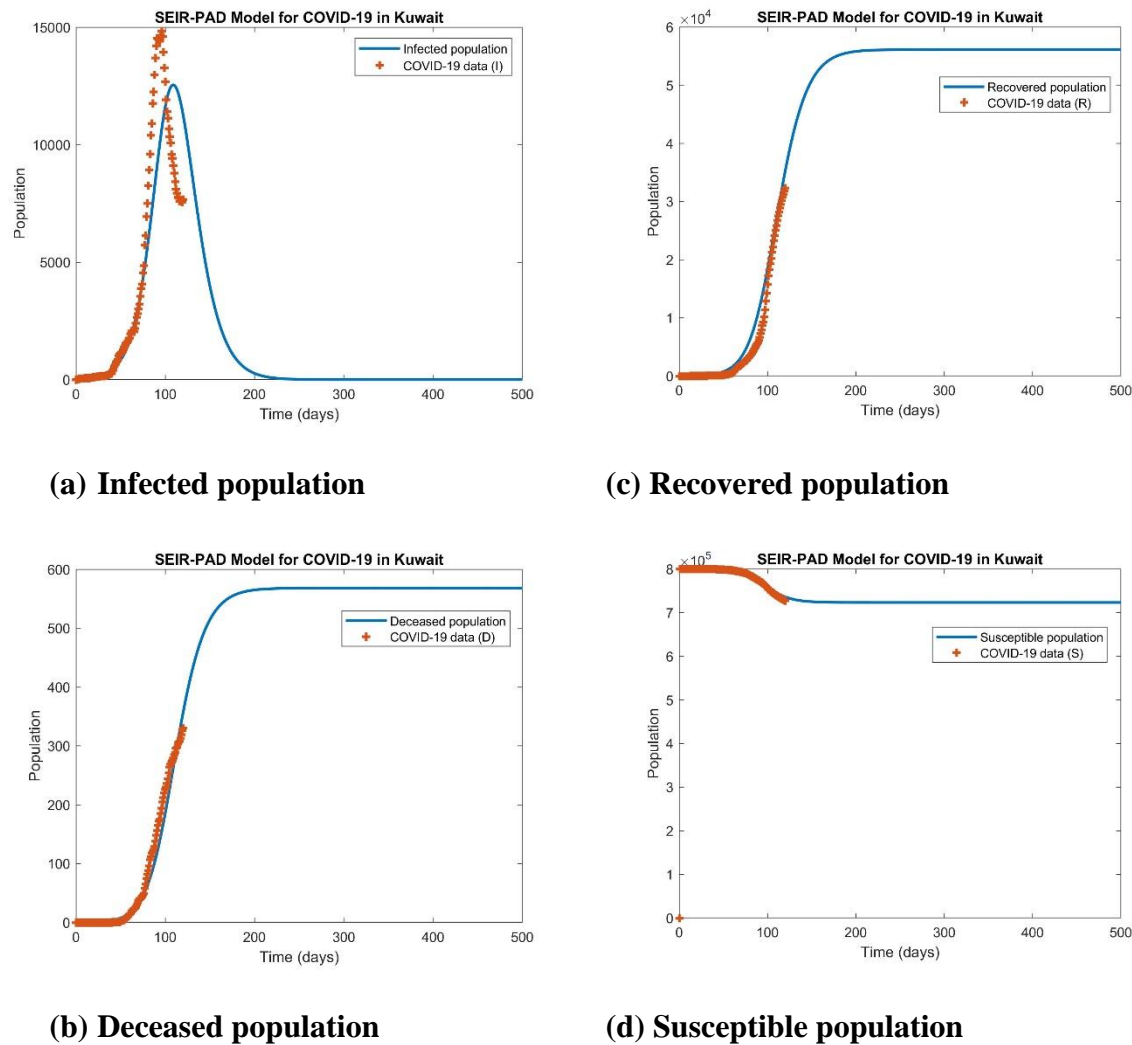 SEIR-PAD Model for COVID-19 in Kuwait
15000
10000
5000
0
Population
Infected population
COVID-19 data (I)
0 100 200 300 400 500
Time (days)
(a) Infected population
SEIR-PAD Model for COVID-19 in Kuwait
×10^4
6
5
4
3
2
1
0
Population
Recovered population
COVID-19 data (R)
0 100 200 300 400 500
Time (days)
(c) Recovered population
SEIR-PAD Model for COVID-19 in Kuwait
600
500
400
300
200
100
0
Population
Deceased population
COVID-19 data (D)
0 100 200 300 400 500
Time (days)
(b) Deceased population
SEIR-PAD Model for COVID-19 in Kuwait
×10^5
8
7
6
5
4
3
2
1
0
Population
Susceptible population
COVID-19 data (S)
0 100 200 300 400 500
Time (days)
(d) Susceptible population